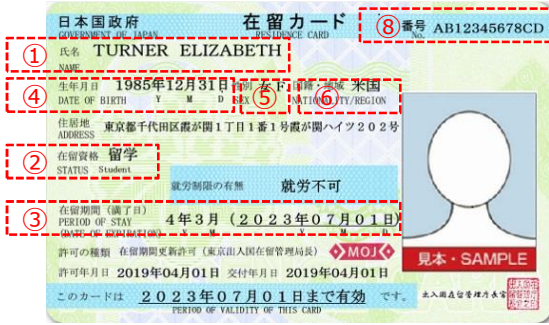 日本国政府 在留カード ⑧ 番号 AB12345678CD
GOVERNMENT OF JAPAN RESIDENCE CARD No.
① 氏名 TURNER ELIZABETH
NAME
④ 生年月日 1985年12月31日 性別 女 F. 国籍・地域 米国
DATE OF BIRTH Y M D ⑤ SEX ⑥ NATIONALITY/REGION
住居地 東京都千代田区霞が関1丁目1番1号霞が関ハイツ202号
ADDRESS
② 在留資格 留学
STATUS Student
就労制限の有無 就労不可
③ 在留期間(満了日) 4年3月(2023年07月01日)
PERIOD OF STAY
(DATE OF EXPIRATION) Y M Y M D
許可の種類 在留期間更新許可(東京出入国在留管理局長) MOJ
見本・SAMPLE
許可年月日 2019年04月01日 交付年月日 2019年04月01日
このカードは 2023年07月01日まで有効 です。 出入国在留管理庁長官
PERIOD OF VALIDITY OF THIS CARD